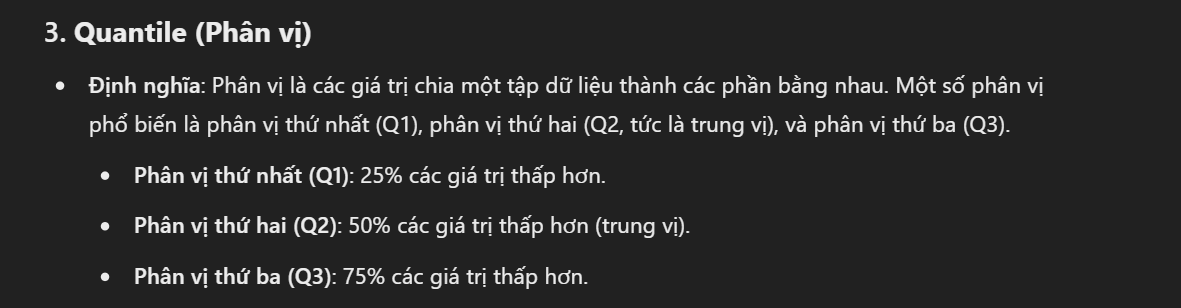 3. Quantile (Phân vị)
• Định nghĩa: Phân vị là các giá trị chia một tập dữ liệu thành các phần bằng nhau. Một số phân vị
phổ biến là phân vị thứ nhất (Q1), phân vị thứ hai (Q2, tức là trung vị), và phân vị thứ ba (Q3).
• Phân vị thứ nhất (Q1): 25% các giá trị thấp hơn.
• Phân vị thứ hai (Q2): 50% các giá trị thấp hơn (trung vị).
• Phân vị thứ ba (Q3): 75% các giá trị thấp hơn.